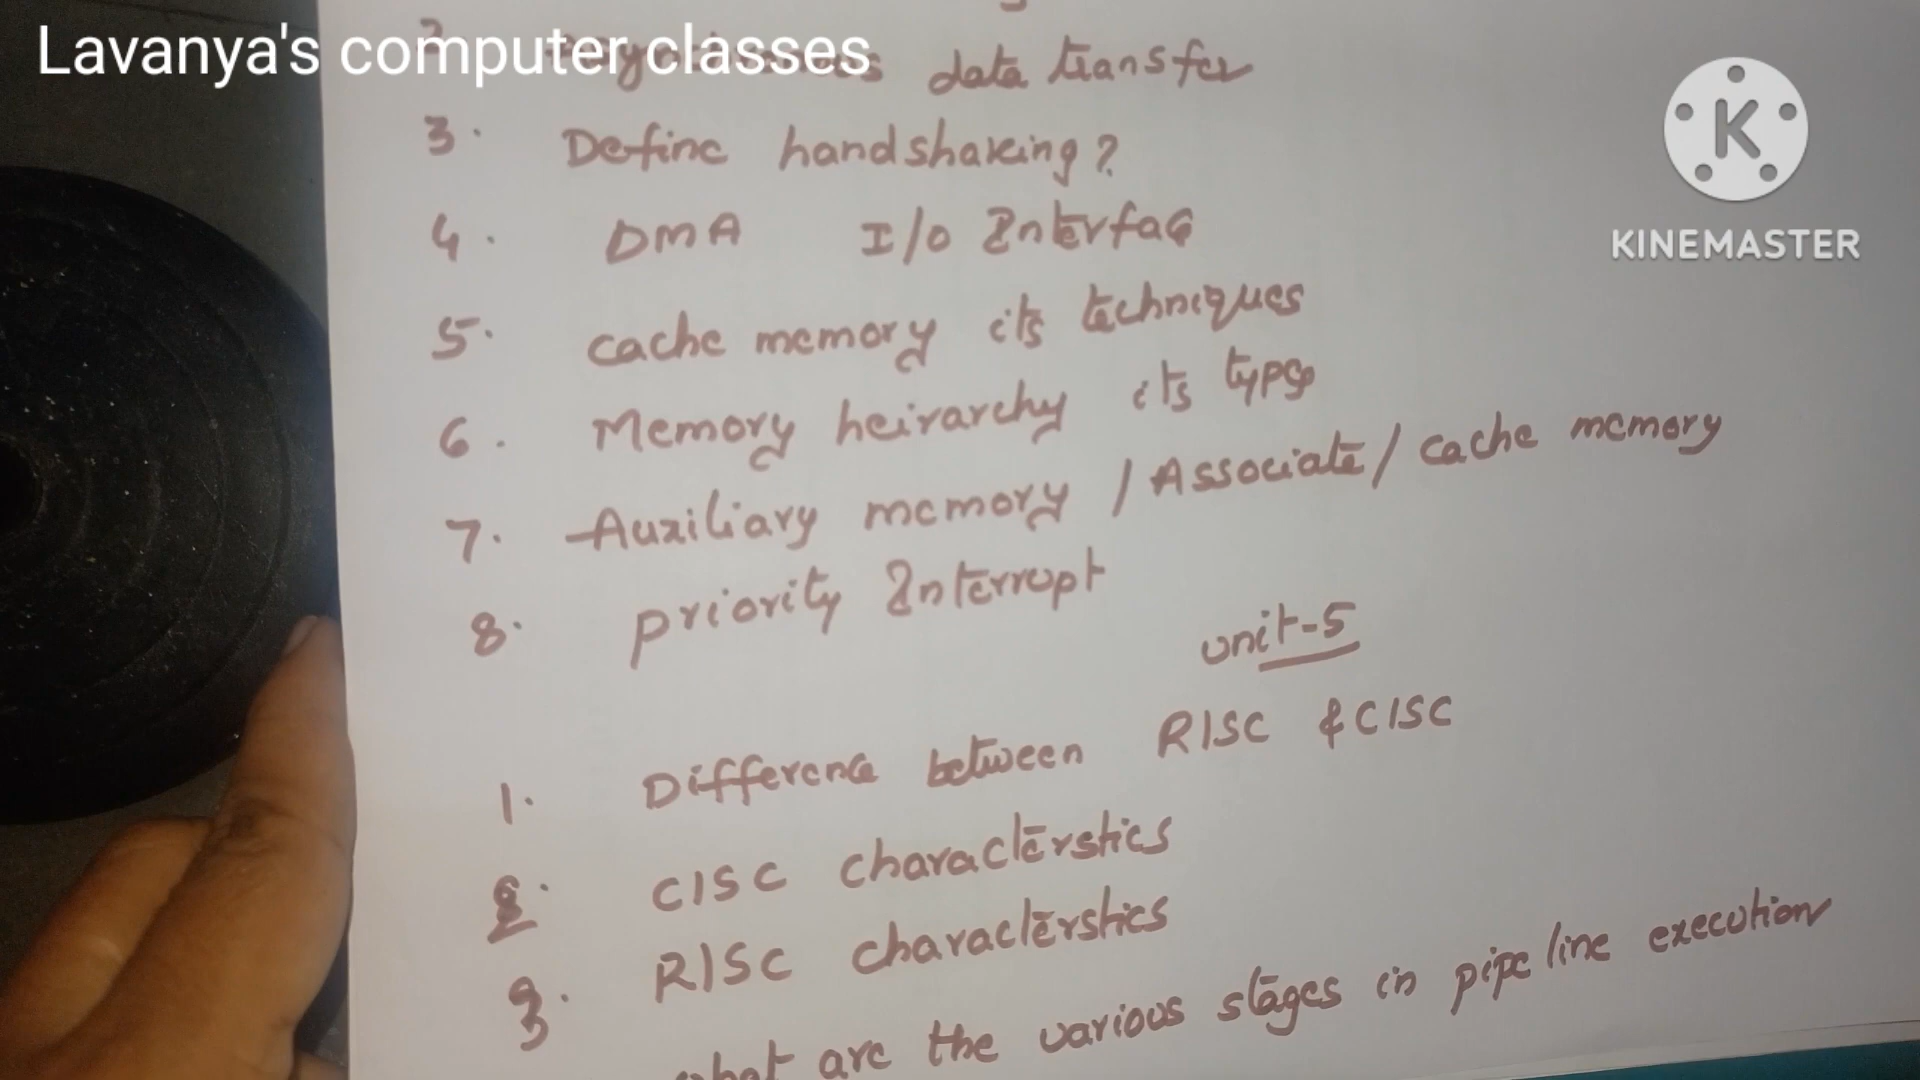 Lavanya's computer classes
data transfer
3. Define handshaking?
4. DMA I/O Interface
5. cache memory its techniques
6. Memory heirarchy its types
7. Auxiliary memory / Associate / cache memory
8. priority Interrupt
unit-5
1. Difference between RISC & CISC
2. CISC characterstics
3. RISC characterstics
what are the various stages in pipe line execution
KINEMASTER